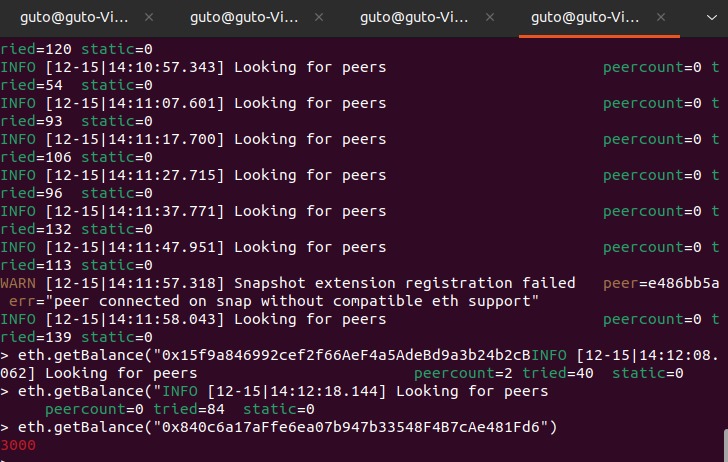 guto@guto-Vi... × guto@guto-Vi... × guto@guto-Vi... × guto@guto-Vi... ×
ried=120 static=0
INFO [12-15|14:10:57.343] Looking for peers peercount=0 t
ried=54 static=0
INFO [12-15|14:11:07.601] Looking for peers peercount=0 t
ried=93 static=0
INFO [12-15|14:11:17.700] Looking for peers peercount=0 t
ried=106 static=0
INFO [12-15|14:11:27.715] Looking for peers peercount=0 t
ried=96 static=0
INFO [12-15|14:11:37.771] Looking for peers peercount=0 t
ried=132 static=0
INFO [12-15|14:11:47.951] Looking for peers peercount=0 t
ried=113 static=0
WARN [12-15|14:11:57.318] Snapshot extension registration failed peer=e486bb5a
err="peer connected on snap without compatible eth support"
INFO [12-15|14:11:58.043] Looking for peers peercount=0 t
ried=139 static=0
> eth.getBalance("0x15f9a846992cef2f66AeF4a5AdeBd9a3b24b2cBINFO [12-15|14:12:08.
062] Looking for peers peercount=2 tried=40 static=0
> eth.getBalance("INFO [12-15|14:12:18.144] Looking for peers
peercount=0 tried=84 static=0
> eth.getBalance("0x840c6a17aFfe6ea07b947b33548F4B7cAe481Fd6")
3000